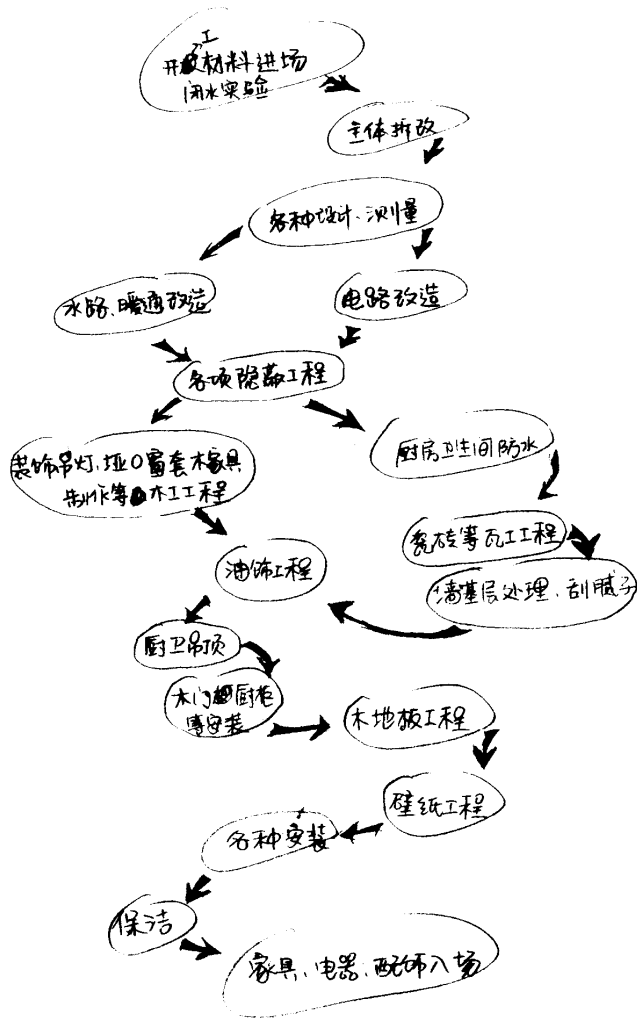 开工材料进场
闭水实验
主体拆改
各种设计、测量
水路、暖通改造
电路改造
各项隐蔽工程
装饰吊灯、垭口窗套木家具
制作等木工工程
厨房卫生间防水
瓷砖等瓦工工程
墙基层处理、刮腻子
油饰工程
厨卫吊顶
木门橱厨柜
等安装
木地板工程
壁纸工程
各种安装
保洁
家具、电器、配饰入场